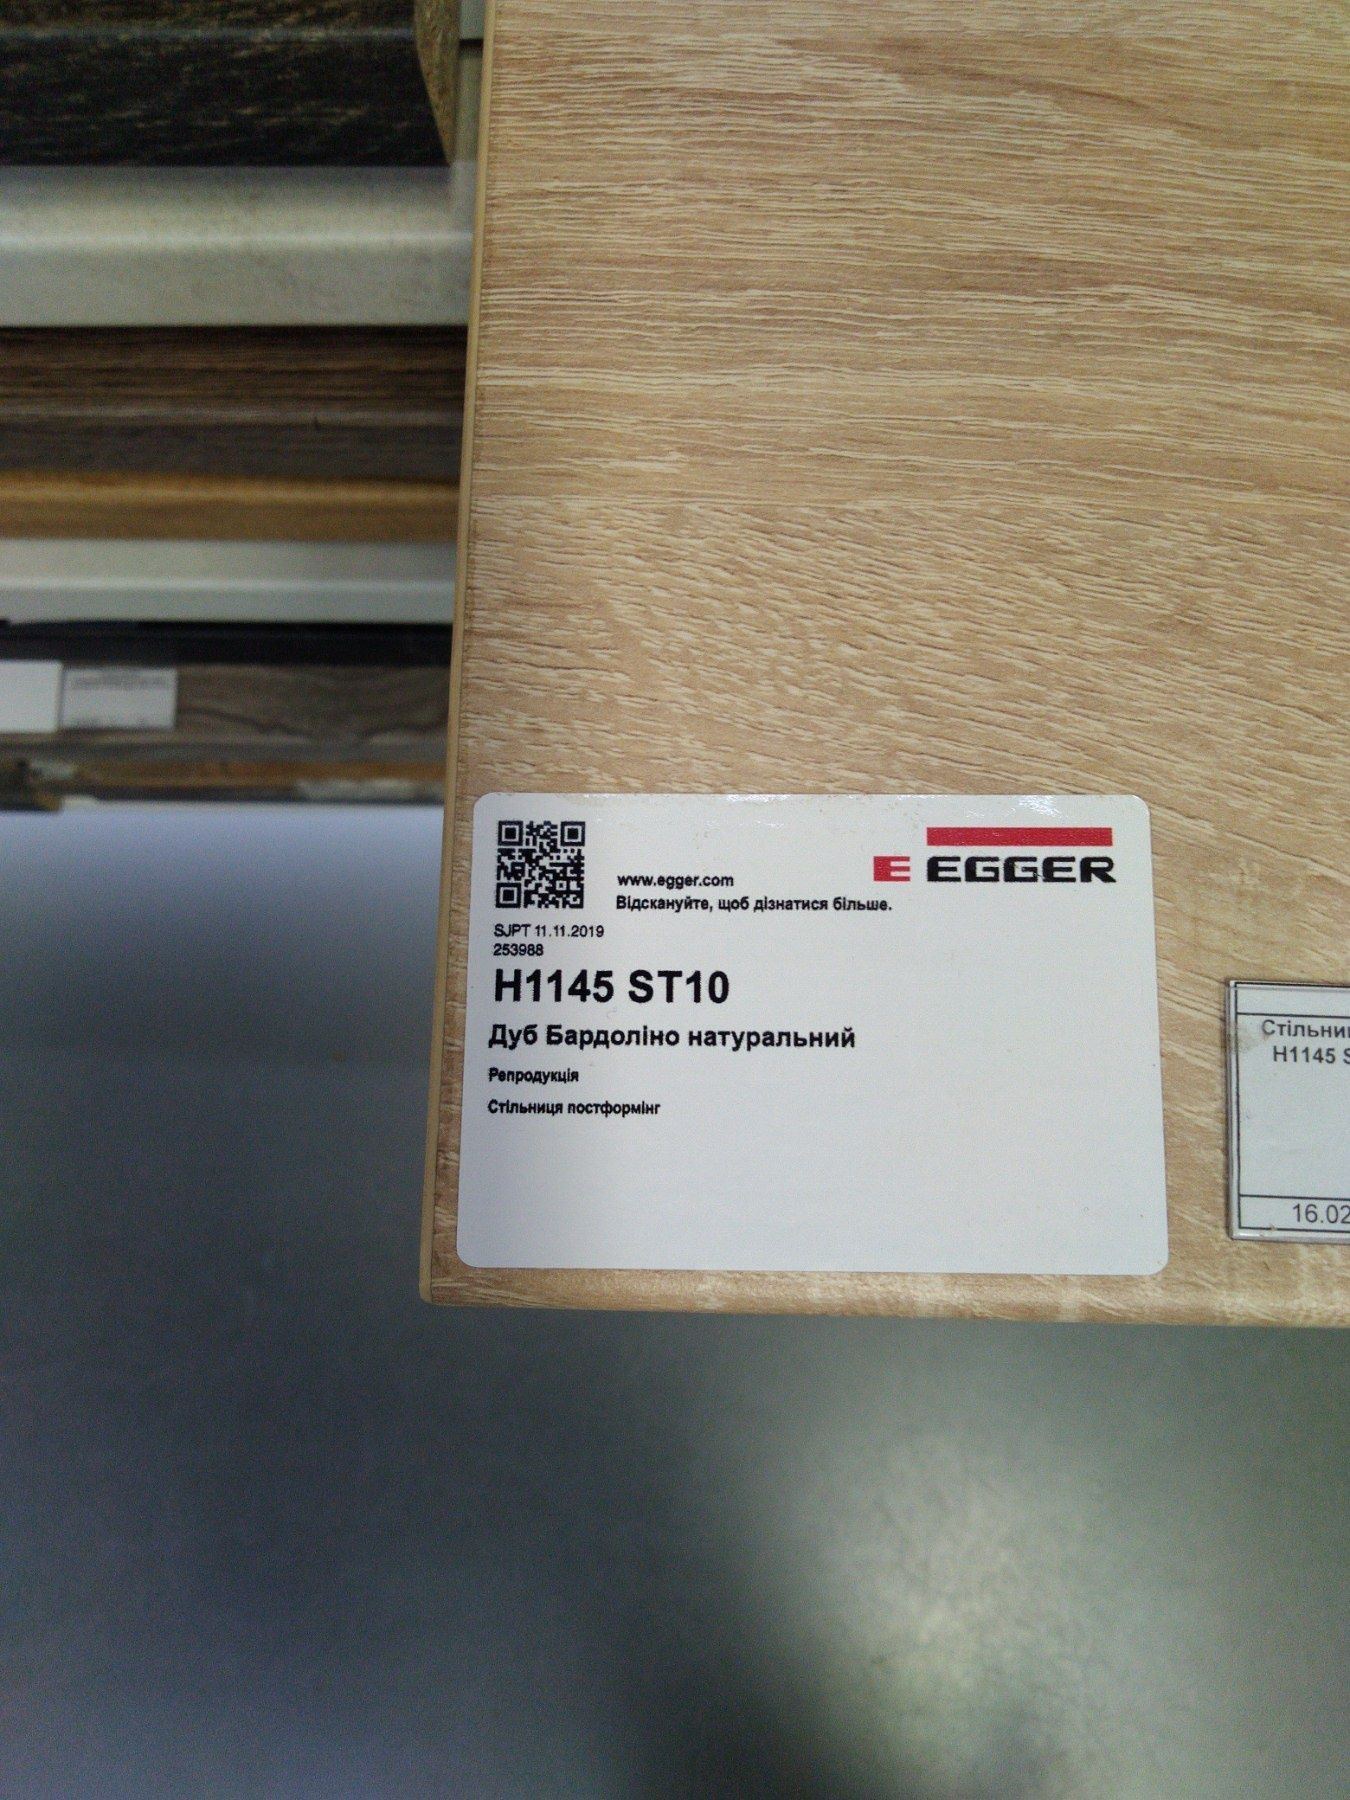 E EGGER
www.egger.com
Відскануйте, щоб дізнатися більше.
SJPT 11.11.2019
253988
H1145 ST10
Дуб Бардоліно натуральний
Репродукція
Стільниця постформінг
H1145
16.02